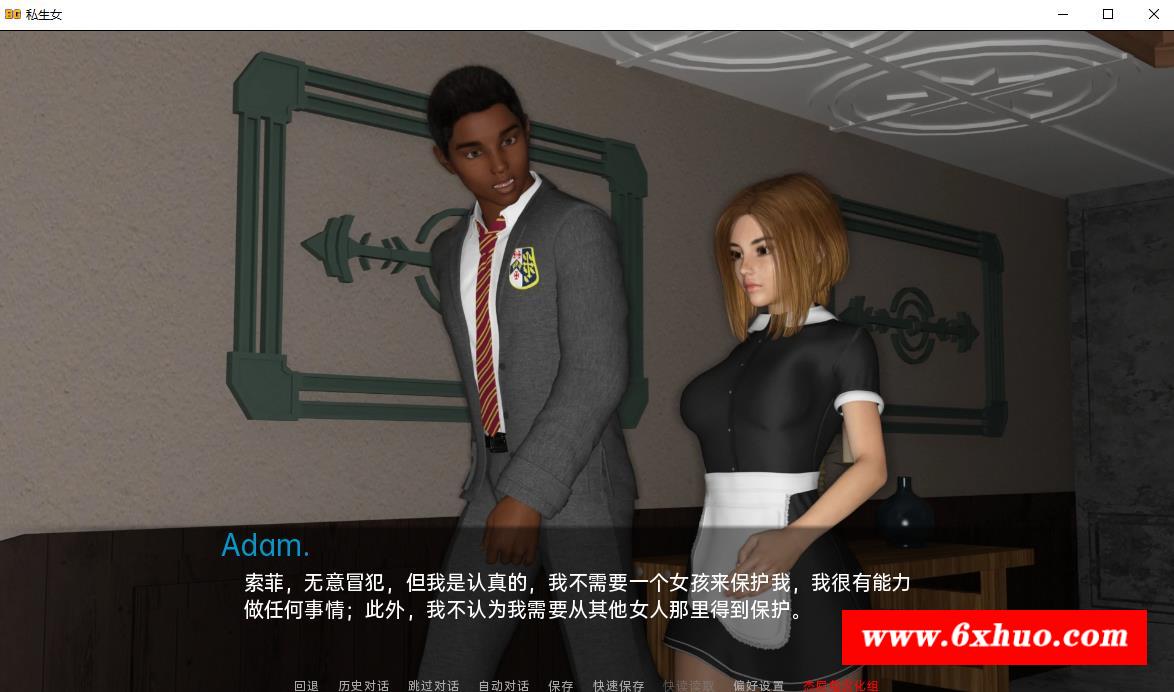 BG 私生女
Adam.
索菲，无意冒犯，但我是认真的，我不需要一个女孩来保护我，我很有能力
做任何事情；此外，我不认为我需要从其他女人那里得到保护。
www.6xhuo.com
回退 历史对话 跳过对话 自动对话 保存 快速保存 快速读取 偏好设置